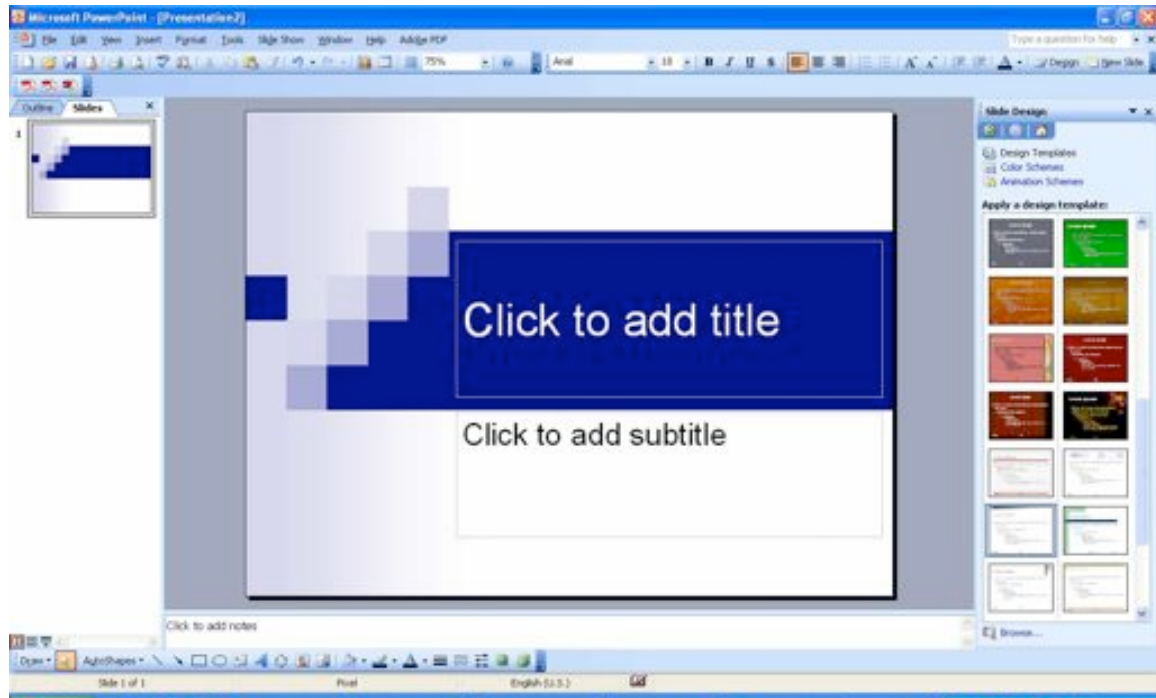 Microsoft PowerPoint - [Presentation2]
File Edit View Insert Format Tools Slide Show Window Help Adobe PDF
Type a question for help
75% Arial 18 B I U S Design New Slide
Outline Slides
1
Slide Design
Design Templates
Color Schemes
Animation Schemes
Apply a design template:
Click to add title
Click to add subtitle
Click to add notes
Browse...
Draw AutoShapes
Slide 1 of 1 Pixel English (U.S.)